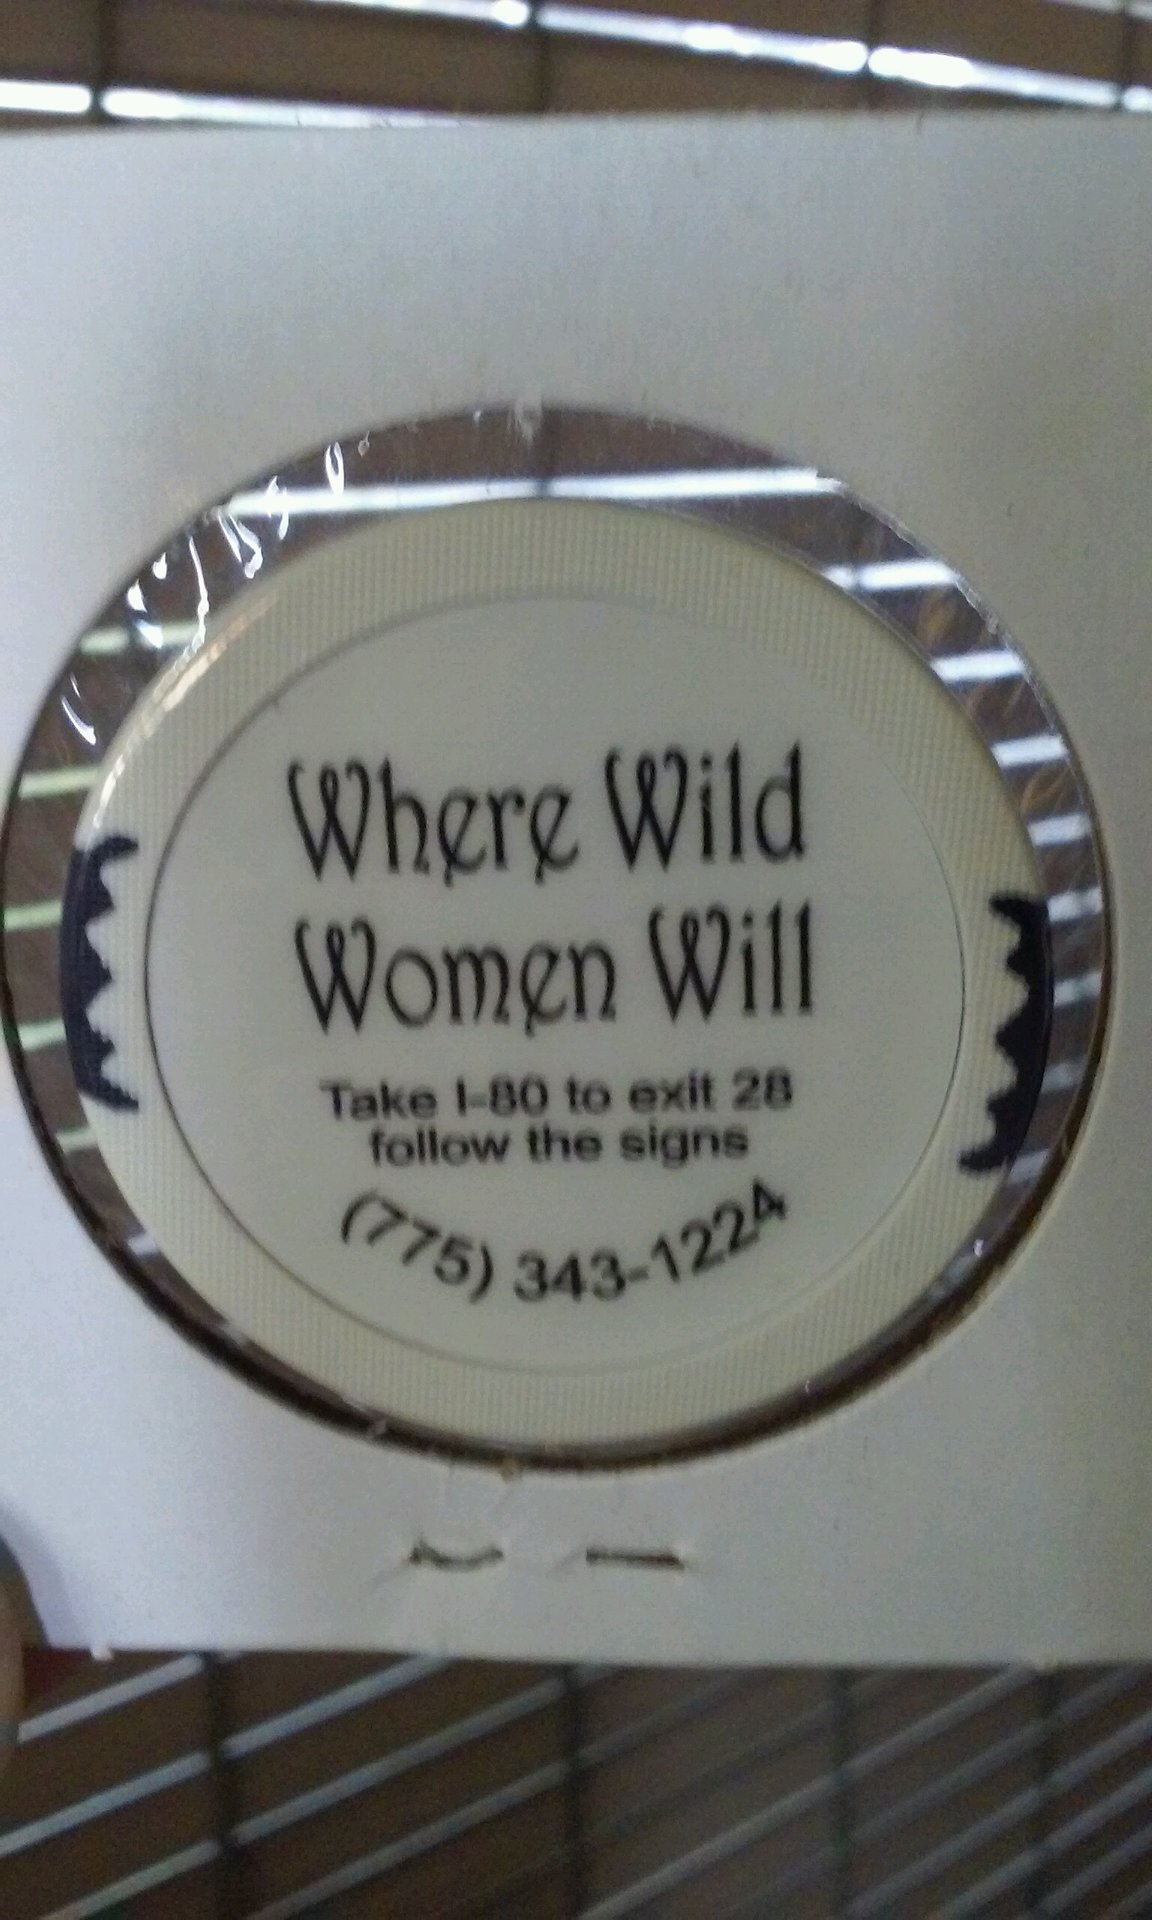 Where Wild
Women Will
Take I-80 to exit 28
follow the signs
(775) 343-1224